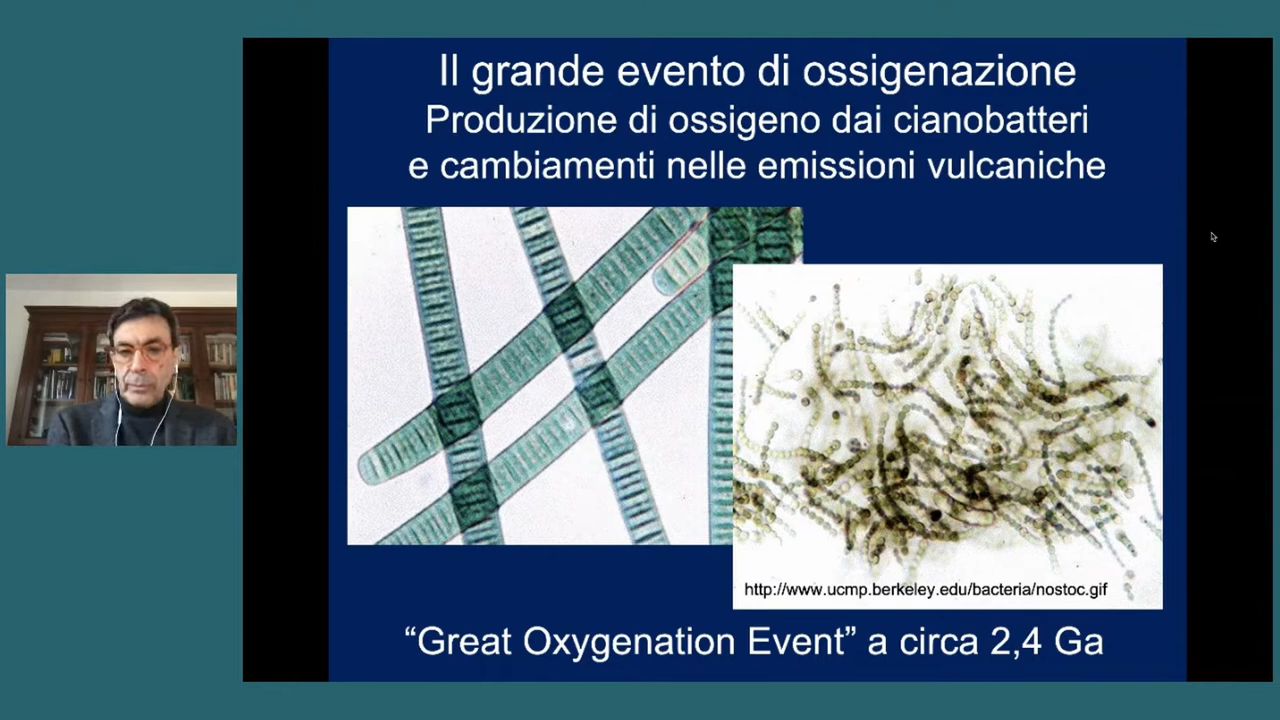 Il grande evento di ossigenazione
Produzione di ossigeno dai cianobatteri
e cambiamenti nelle emissioni vulcaniche
http://www.ucmp.berkeley.edu/bacteria/nostoc.gif
“Great Oxygenation Event” a circa 2,4 Ga